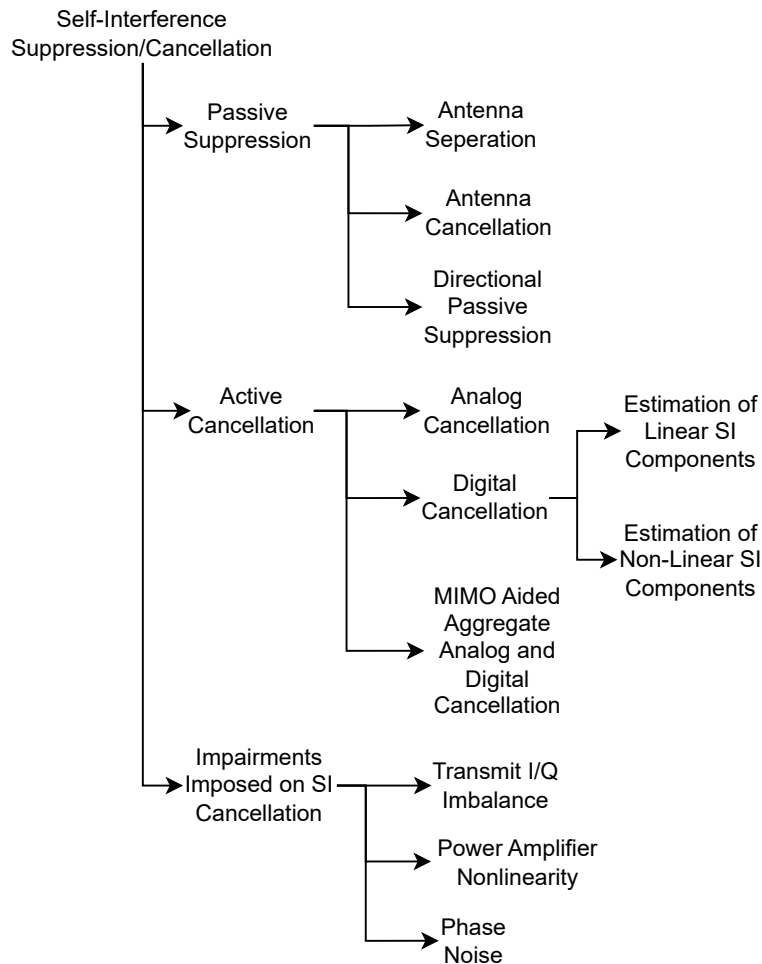 Self-Interference
Suppression/Cancellation
Passive
Suppression
Antenna
Seperation
Antenna
Cancellation
Directional
Passive
Suppression
Active
Cancellation
Analog
Cancellation
Digital
Cancellation
Estimation of
Linear SI
Components
Estimation of
Non-Linear SI
Components
MIMO Aided
Aggregate
Analog and
Digital
Cancellation
Impairments
Imposed on SI
Cancellation
Transmit I/Q
Imbalance
Power Amplifier
Nonlinearity
Phase
Noise